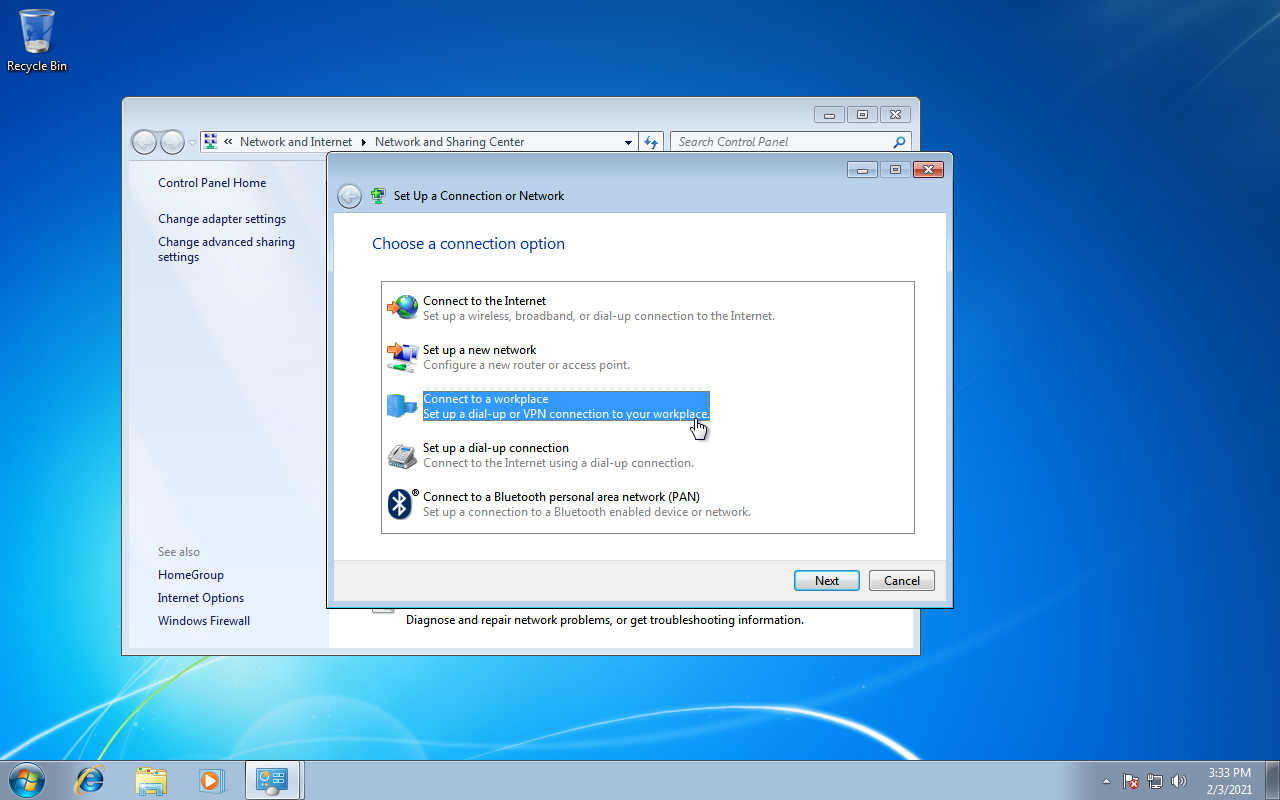 Recycle Bin
« Network and Internet Network and Sharing Center
Search Control Panel
Control Panel Home
Change adapter settings
Change advanced sharing
settings
See also
HomeGroup
Internet Options
Windows Firewall
Set Up a Connection or Network
Choose a connection option
Connect to the Internet
Set up a wireless, broadband, or dial-up connection to the Internet.
Set up a new network
Configure a new router or access point.
Connect to a workplace
Set up a dial-up or VPN connection to your workplace.
Set up a dial-up connection
Connect to the Internet using a dial-up connection.
® Connect to a Bluetooth personal area network (PAN)
Set up a connection to a Bluetooth enabled device or network.
Next Cancel
Diagnose and repair network problems, or get troubleshooting information.
3:33 PM
2/3/2021